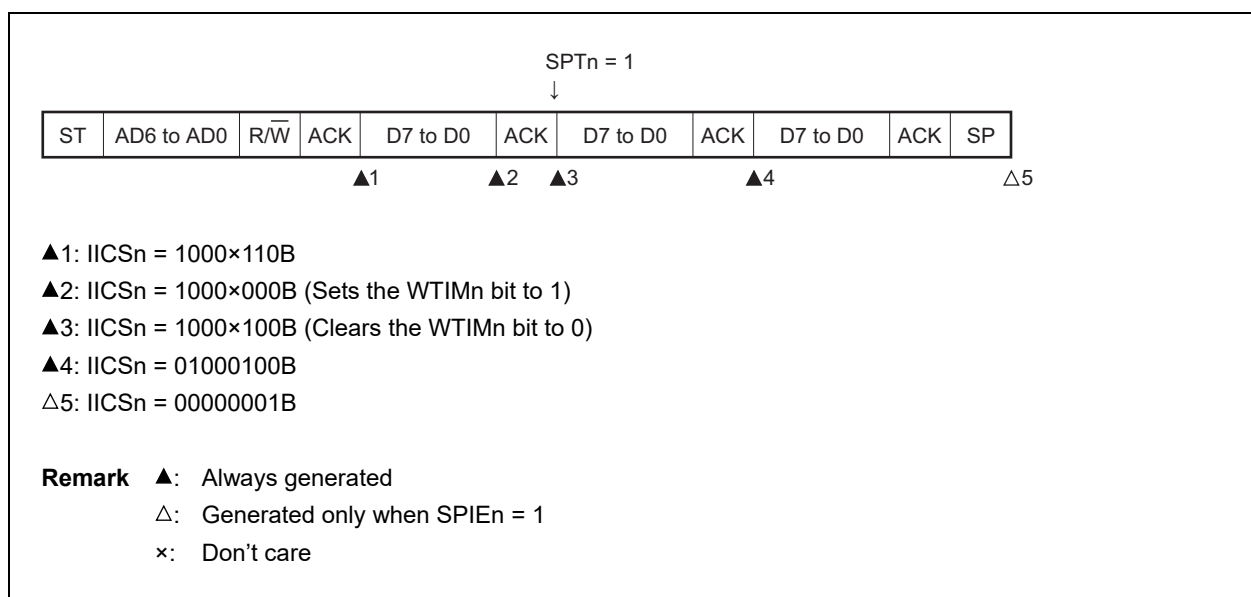 SPTn = 1
↓
ST AD6 to AD0 R/W̅ ACK D7 to D0 ACK D7 to D0 ACK D7 to D0 ACK SP
▲1 ▲2 ▲3 ▲4 △5
▲1: IICSn = 1000×110B
▲2: IICSn = 1000×000B (Sets the WTIMn bit to 1)
▲3: IICSn = 1000×100B (Clears the WTIMn bit to 0)
▲4: IICSn = 01000100B
△5: IICSn = 00000001B
Remark ▲: Always generated
△: Generated only when SPIEn = 1
×: Don’t care